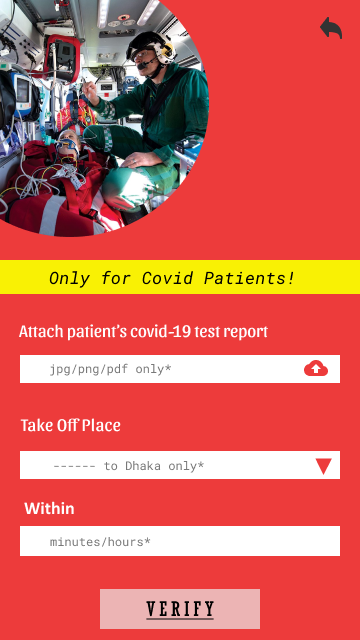 Only for Covid Patients!
Attach patient's covid-19 test report
jpg/png/pdf only*
Take Off Place
------ to Dhaka only*
Within
minutes/hours*
VERIFY